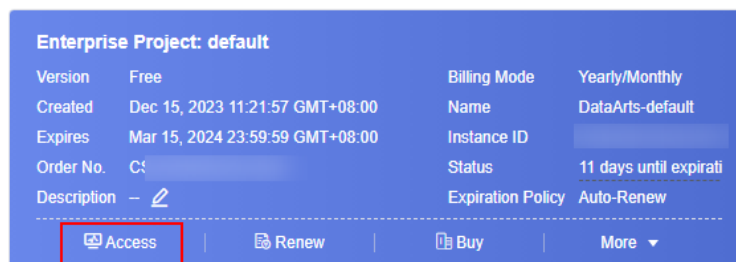 Enterprise Project: default
Version Free Billing Mode Yearly/Monthly
Created Dec 15, 2023 11:21:57 GMT+08:00 Name DataArts-default
Expires Mar 15, 2024 23:59:59 GMT+08:00 Instance ID
Order No. Status 11 days until expirati
Description -- Expiration Policy Auto-Renew
Access Renew Buy More